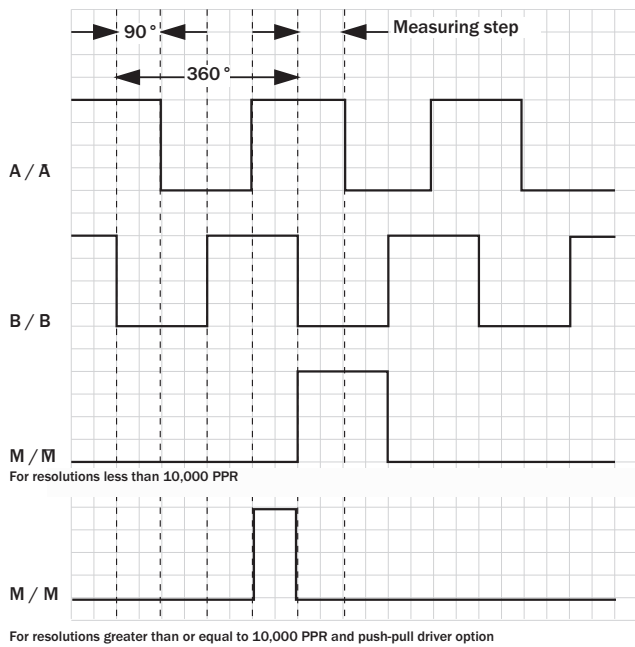 90°
Measuring step
360°
A / A̅
B / B
M / M̅
For resolutions less than 10,000 PPR
M / M
For resolutions greater than or equal to 10,000 PPR and push-pull driver option